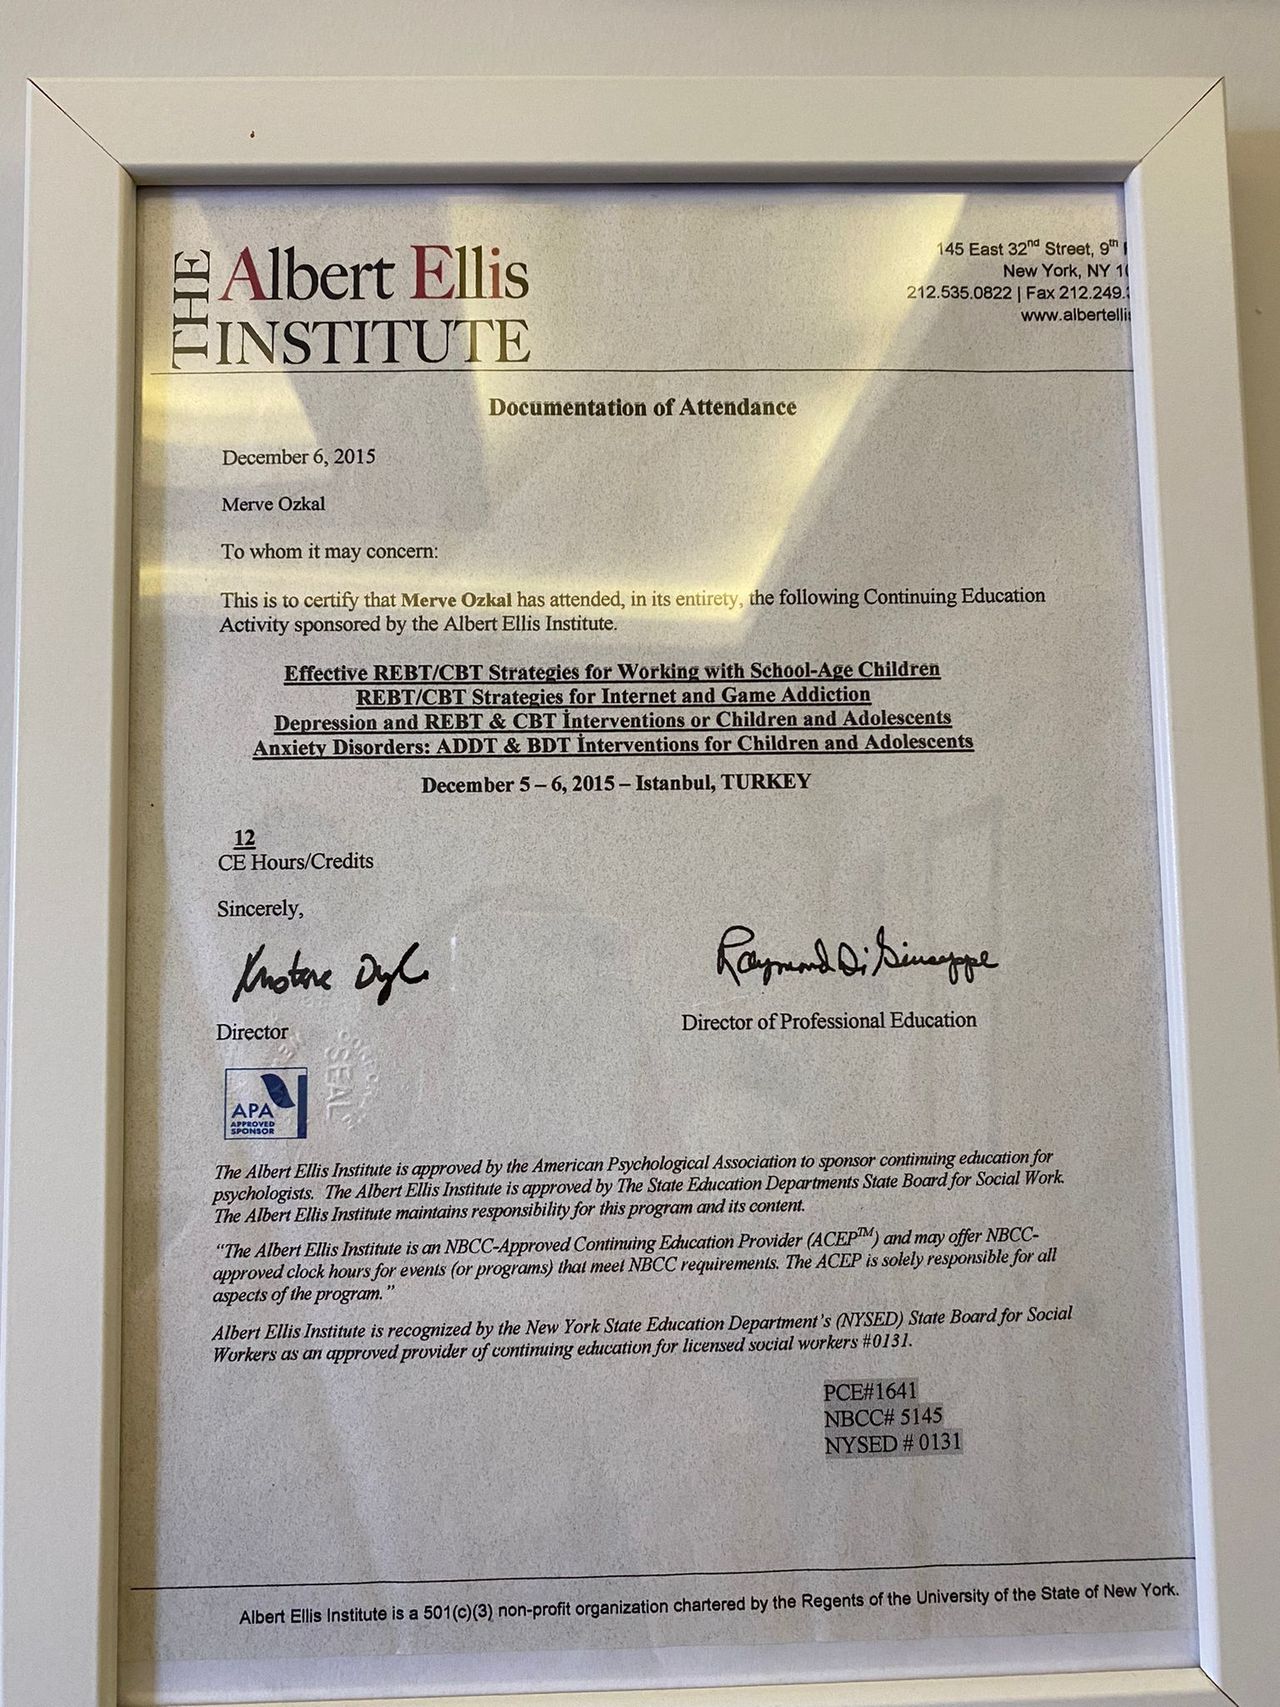 THE Albert Ellis
INSTITUTE
145 East 32nd Street, 9th
New York, NY
212.535.0822 | Fax 212.249.
www.albertelli
Documentation of Attendance
December 6, 2015
Merve Ozkal
To whom it may concern:
This is to certify that Merve Ozkal has attended, in its entirety, the following Continuing Education
Activity sponsored by the Albert Ellis Institute.
Effective REBT/CBT Strategies for Working with School-Age Children
REBT/CBT Strategies for Internet and Game Addiction
Depression and REBT & CBT İnterventions or Children and Adolescents
Anxiety Disorders: ADDT & BDT İnterventions for Children and Adolescents
December 5 – 6, 2015 – Istanbul, TURKEY
12
CE Hours/Credits
Sincerely,
Raymond DiGiuseppe
Director
Director of Professional Education
SEAL
APA
APPROVED
SPONSOR
The Albert Ellis Institute is approved by the American Psychological Association to sponsor continuing education for
psychologists. The Albert Ellis Institute is approved by The State Education Departments State Board for Social Work.
The Albert Ellis Institute maintains responsibility for this program and its content.
“The Albert Ellis Institute is an NBCC-Approved Continuing Education Provider (ACEP™) and may offer NBCC-
approved clock hours for events (or programs) that meet NBCC requirements. The ACEP is solely responsible for all
aspects of the program.”
Albert Ellis Institute is recognized by the New York State Education Department’s (NYSED) State Board for Social
Workers as an approved provider of continuing education for licensed social workers #0131.
PCE#1641
NBCC# 5145
NYSED # 0131
Albert Ellis Institute is a 501(c)(3) non-profit organization chartered by the Regents of the University of the State of New York.